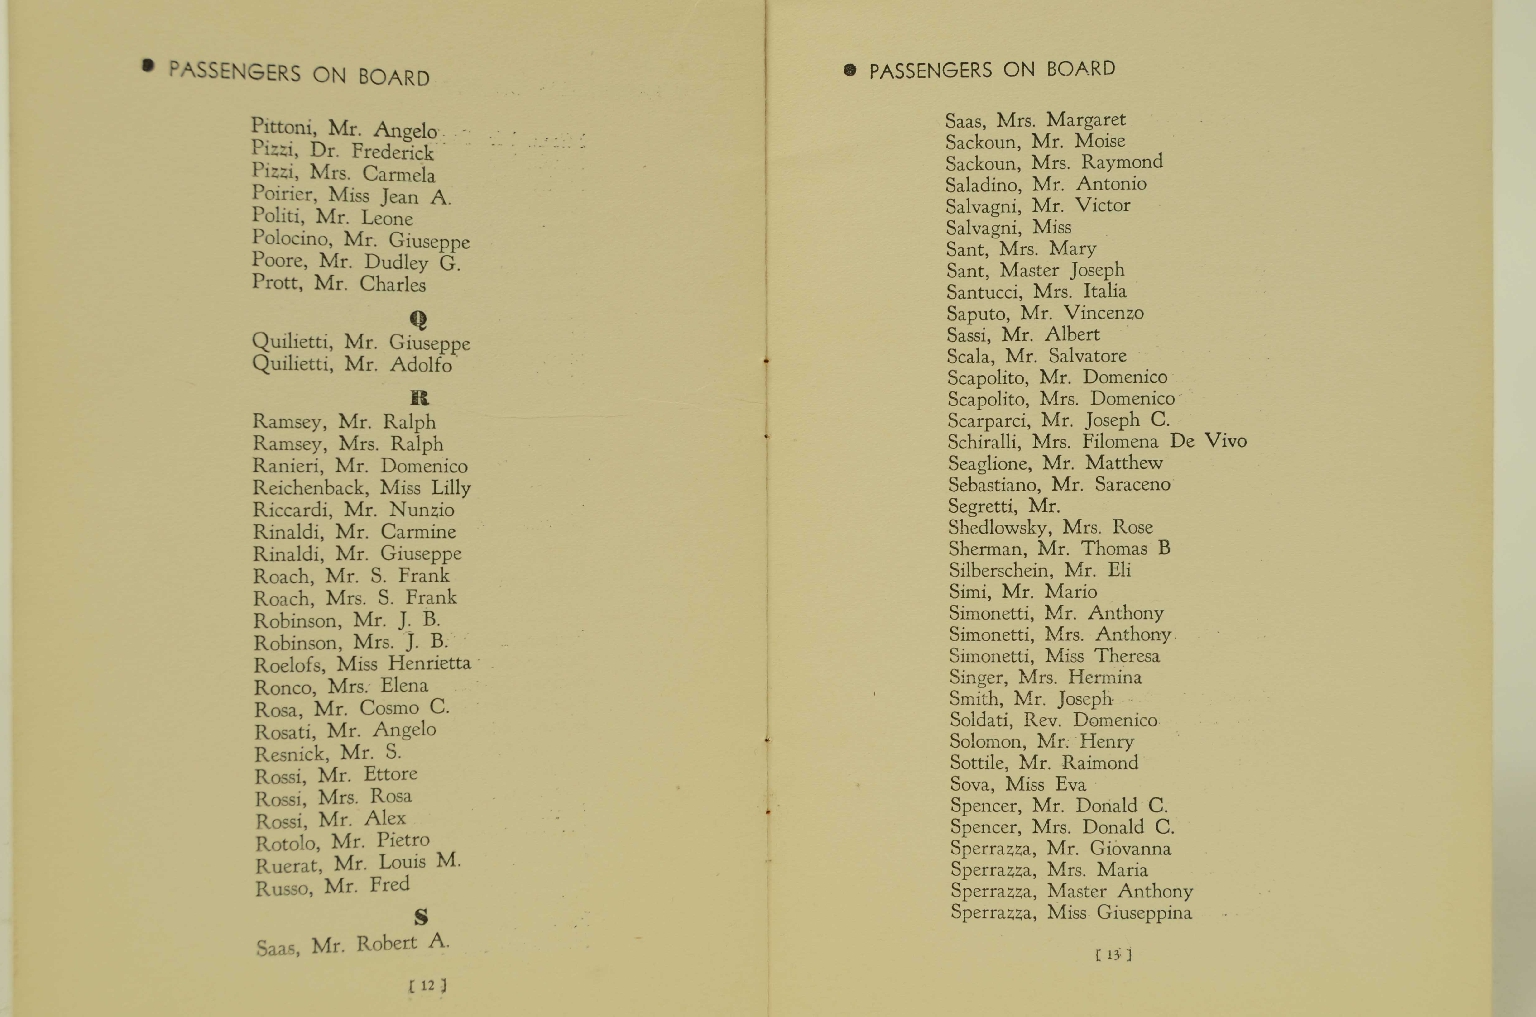 ● PASSENGERS ON BOARD
Pittoni, Mr. Angelo
Pizzi, Dr. Frederick
Pizzi, Mrs. Carmela
Poirier, Miss Jean A.
Politi, Mr. Leone
Polocino, Mr. Giuseppe
Poore, Mr. Dudley G.
Prott, Mr. Charles
Q
Quilietti, Mr. Giuseppe
Quilietti, Mr. Adolfo
R
Ramsey, Mr. Ralph
Ramsey, Mrs. Ralph
Ranieri, Mr. Domenico
Reichenback, Miss Lilly
Riccardi, Mr. Nunzio
Rinaldi, Mr. Carmine
Rinaldi, Mr. Giuseppe
Roach, Mr. S. Frank
Roach, Mrs. S. Frank
Robinson, Mr. J. B.
Robinson, Mrs. J. B.
Roelofs, Miss Henrietta
Ronco, Mrs. Elena
Rosa, Mr. Cosmo C.
Rosati, Mr. Angelo
Resnick, Mr. S.
Rossi, Mr. Ettore
Rossi, Mrs. Rosa
Rossi, Mr. Alex
Rotolo, Mr. Pietro
Ruerat, Mr. Louis M.
Russo, Mr. Fred
S
Saas, Mr. Robert A.
[ 12 ]
● PASSENGERS ON BOARD
Saas, Mrs. Margaret
Sackoun, Mr. Moise
Sackoun, Mrs. Raymond
Saladino, Mr. Antonio
Salvagni, Mr. Victor
Salvagni, Miss
Sant, Mrs. Mary
Sant, Master Joseph
Santucci, Mrs. Italia
Saputo, Mr. Vincenzo
Sassi, Mr. Albert
Scala, Mr. Salvatore
Scapolito, Mr. Domenico
Scapolito, Mrs. Domenico
Scarparci, Mr. Joseph C.
Schiralli, Mrs. Filomena De Vivo
Seaglione, Mr. Matthew
Sebastiano, Mr. Saraceno
Segretti, Mr.
Shedlowsky, Mrs. Rose
Sherman, Mr. Thomas B
Silberschein, Mr. Eli
Simi, Mr. Mario
Simonetti, Mr. Anthony
Simonetti, Mrs. Anthony
Simonetti, Miss Theresa
Singer, Mrs. Hermina
Smith, Mr. Joseph
Soldati, Rev. Domenico
Solomon, Mr. Henry
Sottile, Mr. Raimond
Sova, Miss Eva
Spencer, Mr. Donald C.
Spencer, Mrs. Donald C.
Sperrazza, Mr. Giovanna
Sperrazza, Mrs. Maria
Sperrazza, Master Anthony
Sperrazza, Miss Giuseppina
[ 13 ]